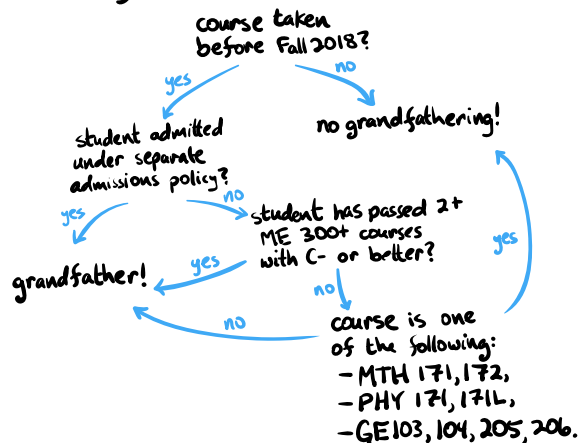 course taken
before Fall 2018?
yes
no
student admitted
under separate
admissions policy?
no grandfathering!
yes
no
student has passed 2+
ME 300+ courses
with C- or better?
yes
grandfather!
yes
no
no
course is one
of the following:
- MTH 171, 172,
- PHY 171, 171L,
- GE103, 104, 205, 206.